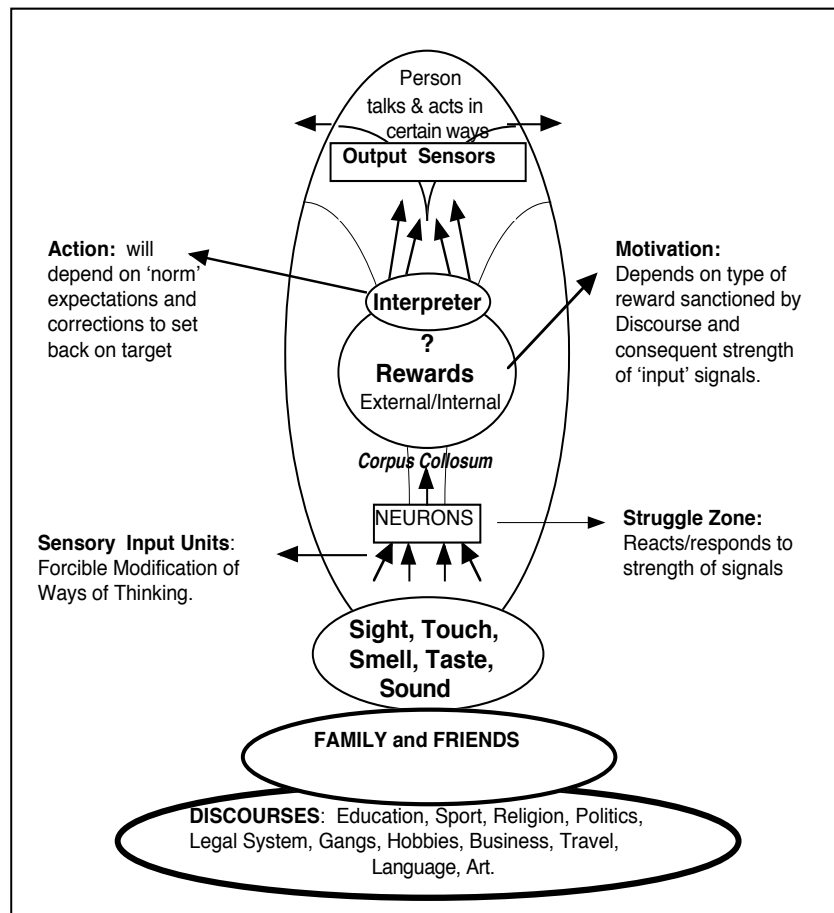 Person
talks & acts in
certain ways
Output Sensors
Action: will
depend on ‘norm’
expectations and
corrections to set
back on target
Motivation:
Depends on type of
reward sanctioned by
Discourse and
consequent strength
of ‘input’ signals.
Interpreter
?
Rewards
External/Internal
Corpus Collosum
NEURONS
Sensory Input Units:
Forcible Modification of
Ways of Thinking.
Struggle Zone:
Reacts/responds to
strength of signals
Sight, Touch,
Smell, Taste,
Sound
FAMILY and FRIENDS
DISCOURSES: Education, Sport, Religion, Politics,
Legal System, Gangs, Hobbies, Business, Travel,
Language, Art.